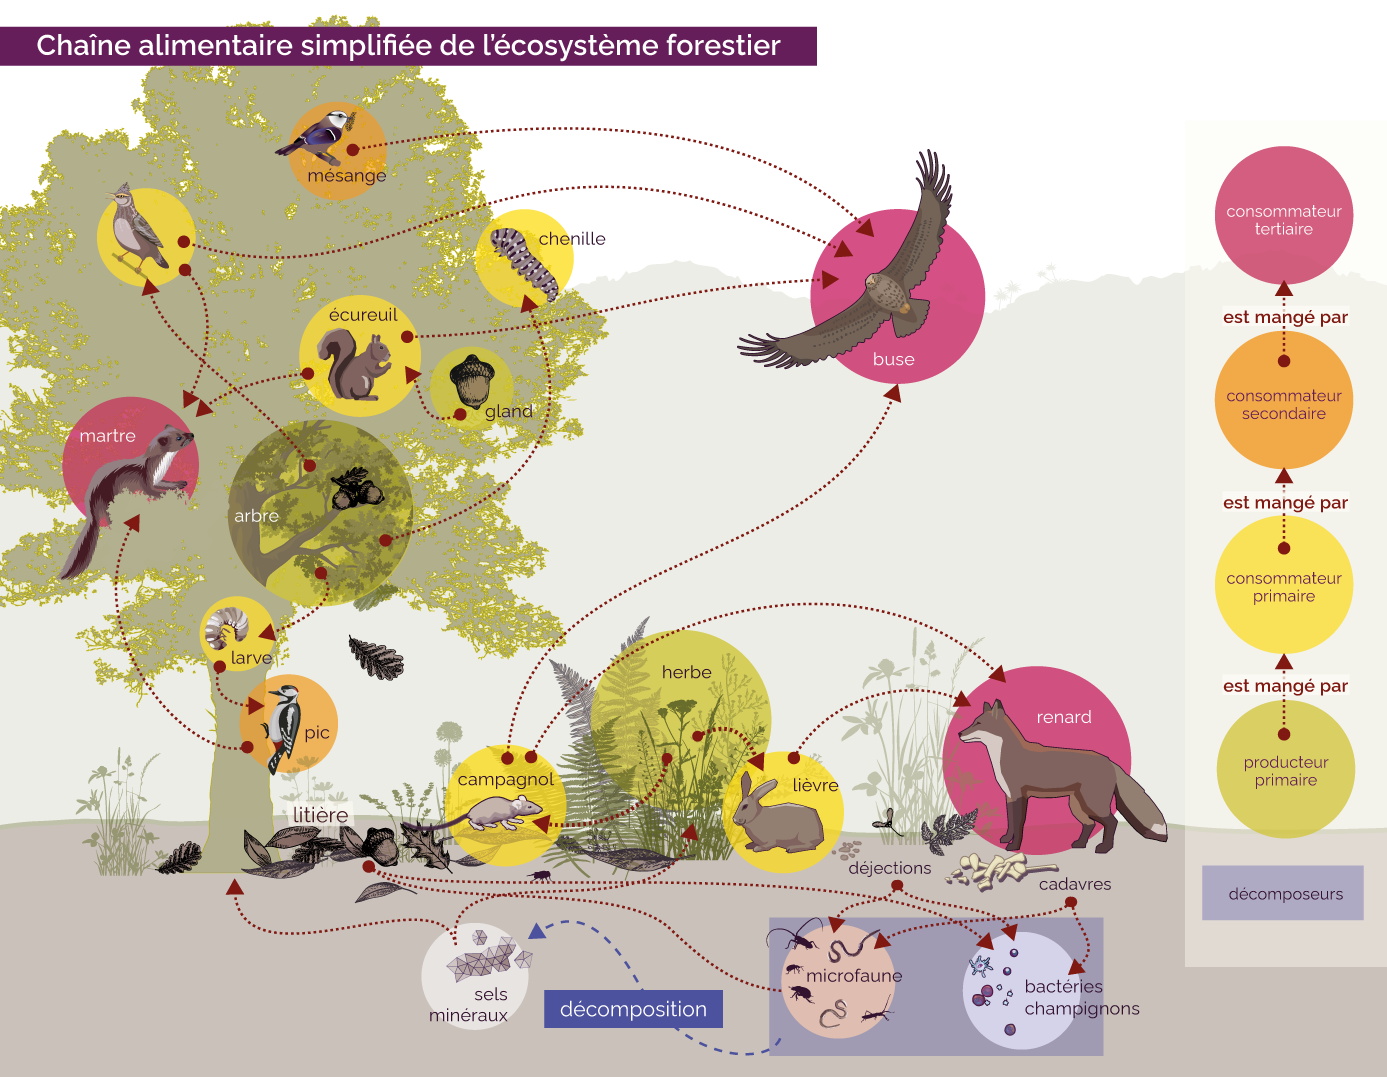 Chaîne alimentaire simplifiée de l'écosystème forestier
mésange
chenille
écureuil
gland
buse
martre
arbre
larve
pic
herbe
renard
campagnol
lièvre
litière
déjections
cadavres
microfaune
bactéries
champignons
sels
minéraux
décomposition
consommateur
tertiaire
est mangé par
consommateur
secondaire
est mangé par
consommateur
primaire
est mangé par
producteur
primaire
décomposeurs